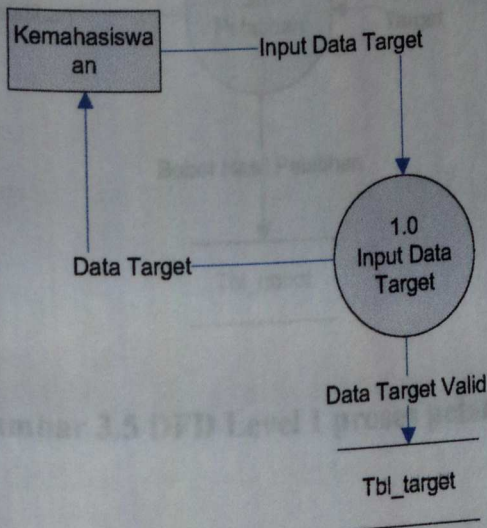 Kemahasiswa
an
Input Data Target
1.0
Input Data
Target
Data Target
Data Target Valid
Tbl_target